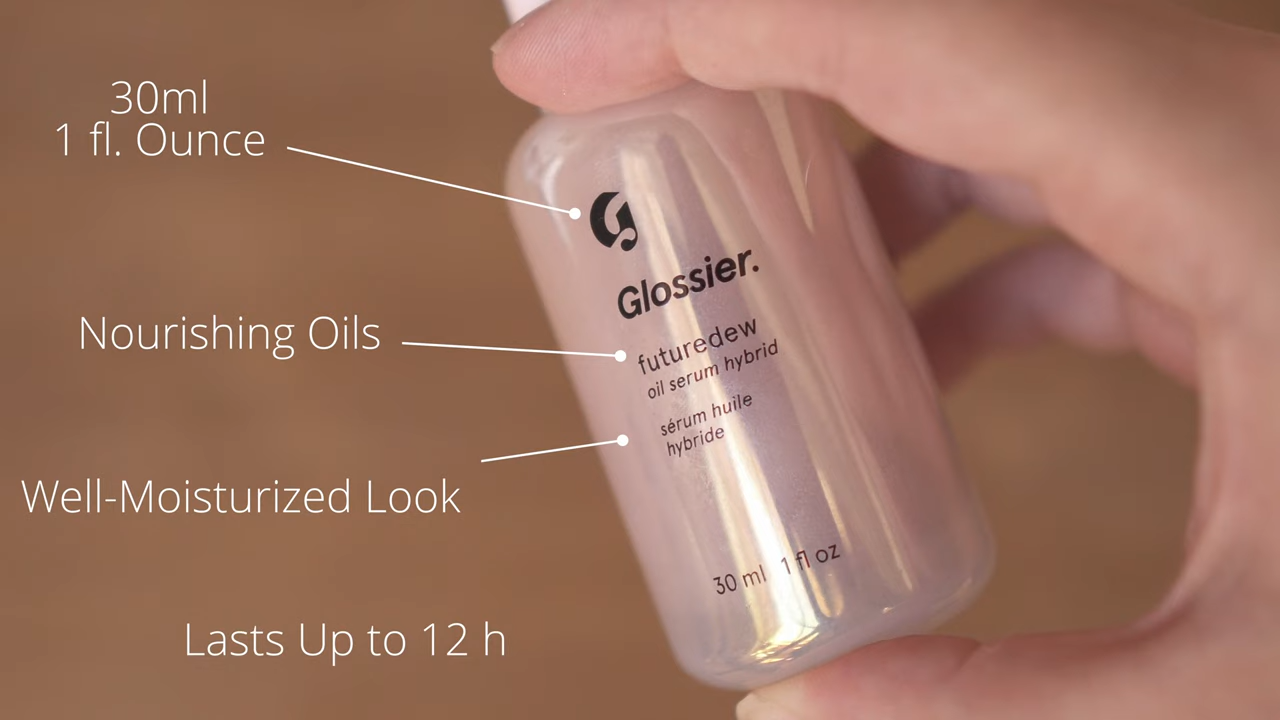 30ml
1 fl. Ounce
Nourishing Oils
Well-Moisturized Look
Lasts Up to 12 h
G
Glossier.
futuredew
oil serum hybrid
sérum huile
hybride
30 ml 1 fl oz